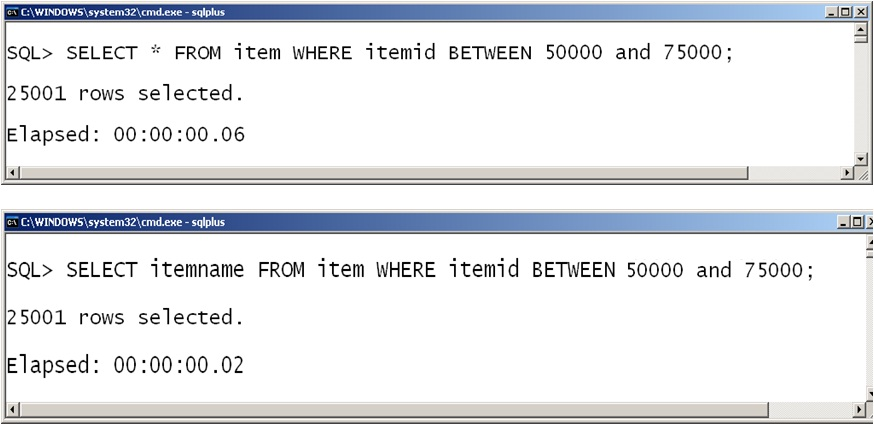 C:\WINDOWS\system32\cmd.exe - sqlplus
SQL> SELECT * FROM item WHERE itemid BETWEEN 50000 and 75000;
25001 rows selected.
Elapsed: 00:00:00.06
C:\WINDOWS\system32\cmd.exe - sqlplus
SQL> SELECT itemname FROM item WHERE itemid BETWEEN 50000 and 75000;
25001 rows selected.
Elapsed: 00:00:00.02